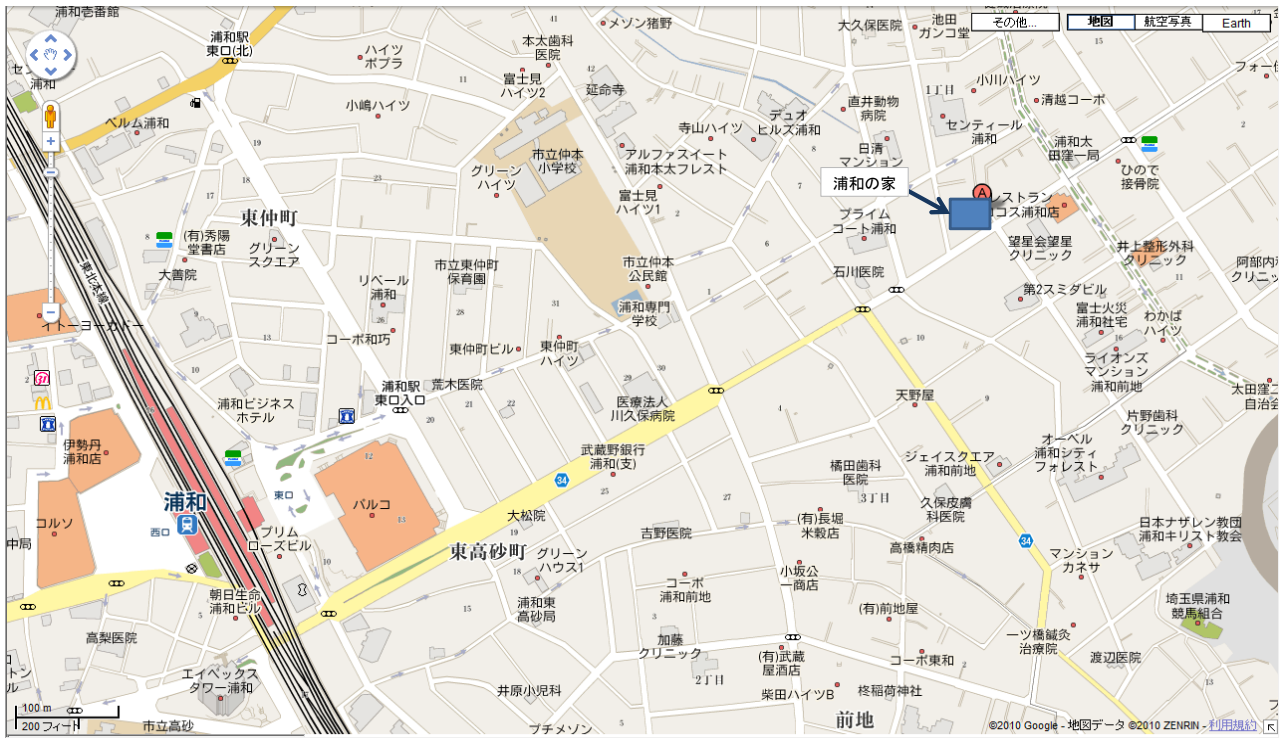 浦和壱番館
浦和駅
東口(北)
ハイツ
ポプラ
メゾン猪野
大久保医院
池田
ガンコ堂
その他...
地図
航空写真
Earth
浦和
本太歯科
医院
富士見
ハイツ2
延命寺
小嶋ハイツ
ベルム浦和
直井動物
病院
1丁目
小川ハイツ
清越コーポ
センティール
浦和
デュオ
ヒルズ浦和
寺山ハイツ
日清
マンション
浦和太
田窪一局
ひので
接骨院
市立仲本
小学校
グリーン
ハイツ
アルファスイート
浦和本太フレスト
富士見
ハイツ1
浦和の家
A
レストラン
ココス浦和店
プライム
コート浦和
望星会望星
クリニック
井上整形外科
クリニック
東仲町
(有)秀陽
堂書店
グリーン
スクエア
大善院
リベール
浦和
市立東仲町
保育園
市立仲本
公民館
浦和専門
学校
石川医院
第2スミダビル
富士火災
浦和社宅
わかば
ハイツ
東北本線
イトーヨーカドー
コーポ和巧
東仲町ビル
東仲町
ハイツ
浦和駅
東口入口
荒木医院
医療法人
川久保病院
天野屋
ライオンズ
マンション
浦和前地
太田窪二
自治会
浦和ビジネス
ホテル
伊勢丹
浦和店
武蔵野銀行
浦和(支)
34
橘田歯科
医院
3丁目
ジェイスクエア
浦和前地
オーベル
浦和シティ
フォレスト
片野歯科
クリニック
久保皮膚
科医院
浦和
東口
西口
パルコ
コルソ
中局
プリム
ローズビル
大松院
吉野医院
(有)長堀
米穀店
高橋精肉店
34
マンション
カネサ
日本ナザレン教団
浦和キリスト教会
東高砂町
グリーン
ハウス1
浦和東
高砂局
コーポ
浦和前地
小坂公
一商店
(有)前地屋
埼玉県浦和
競馬組合
朝日生命
浦和ビル
高梨医院
加藤
クリニック
2丁目
(有)武蔵
屋酒店
コーポ東和
一ツ橋鍼灸
治療院
渡辺医院
エイペックス
タワー浦和
井原小児科
柴田ハイツB
柊稲荷神社
100 m
200 フィート
市立高砂
プチメゾン
前地
©2010 Google - 地図データ ©2010 ZENRIN - 利用規約